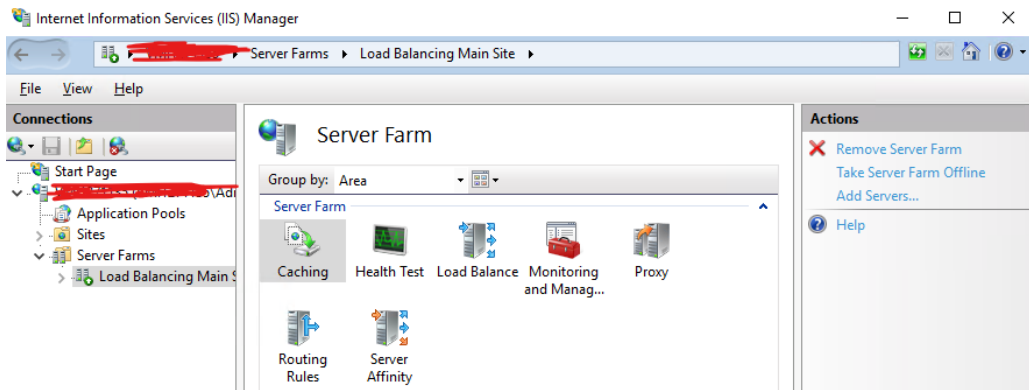 Internet Information Services (IIS) Manager
Server Farms Load Balancing Main Site
File View Help
Connections
Start Page
Application Pools
Sites
Server Farms
Load Balancing Main
Server Farm
Group by: Area
Server Farm
Caching Health Test Load Balance Monitoring and Manag... Proxy
Routing Rules Server Affinity
Actions
Remove Server Farm
Take Server Farm Offline
Add Servers...
Help